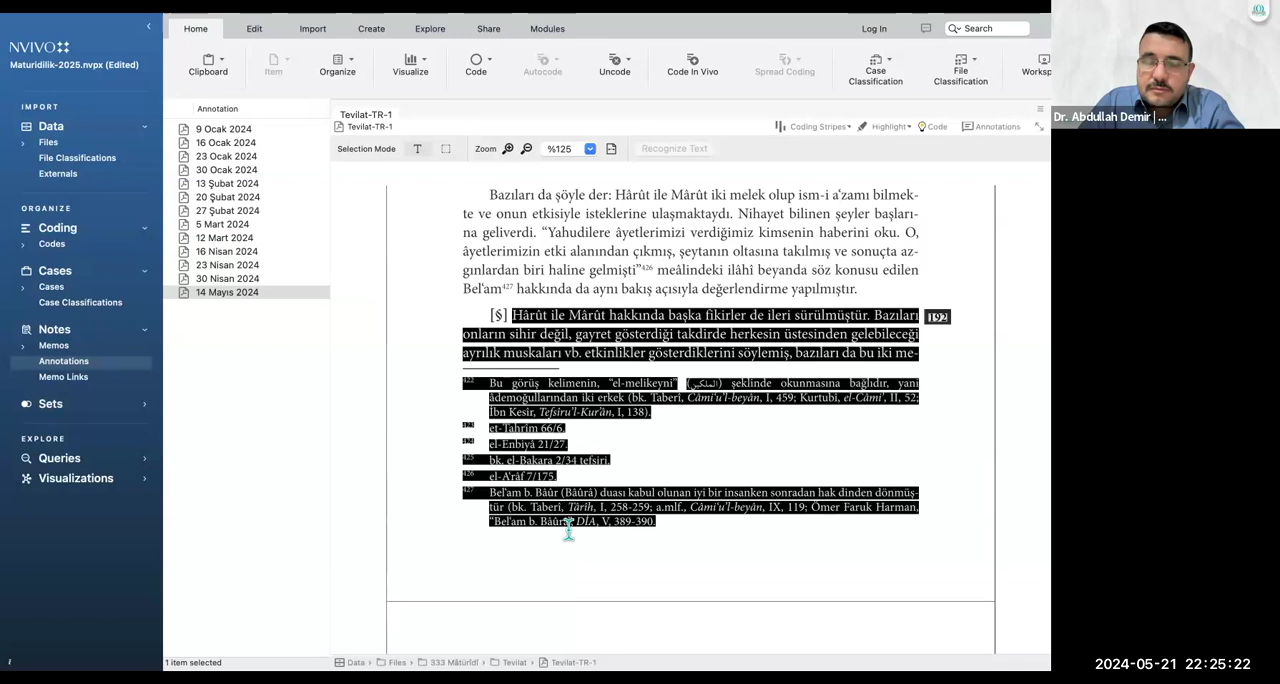 Home Edit Import Create Explore Share Modules Log In Search
NVIVO
Maturidilik-2025.nvpx (Edited)
Clipboard Item Organize Visualize Code Autocode Uncode Code In Vivo Spread Coding Case Classification File Classification Worksp
IMPORT
Data
Files
File Classifications
Externals
ORGANIZE
Coding
Codes
Cases
Cases
Case Classifications
Notes
Memos
Annotations
Memo Links
Sets
EXPLORE
Queries
Visualizations
Annotation
9 Ocak 2024
16 Ocak 2024
23 Ocak 2024
30 Ocak 2024
13 Şubat 2024
20 Şubat 2024
27 Şubat 2024
5 Mart 2024
12 Mart 2024
16 Nisan 2024
23 Nisan 2024
30 Nisan 2024
14 Mayıs 2024
1 item selected
Tevilat-TR-1
Tevilat-TR-1 Coding Stripes Highlight Code Annotations
Selection Mode T Zoom %125 Recognize Text
Bazıları da şöyle der: Hârût ile Mârût iki melek olup ism-i a‘zamı bilmek-
te ve onun etkisiyle isteklerine ulaşmaktaydı. Nihayet bilinen şeyler başları-
na geliverdi. “Yahudilere âyetlerimizi verdiğimiz kimsenin haberini oku. O,
âyetlerimizin etki alanından çıkmış, şeytanın oltasına takılmış ve sonuçta az-
gınlardan biri haline gelmişti”426 meâlindeki ilâhî beyanda söz konusu edilen
Bel‘am427 hakkında da aynı bakış açısıyla değerlendirme yapılmıştır.
[§] Hârût ile Mârût hakkında başka fikirler de ileri sürülmüştür. Bazıları [192]
onların sihir değil, gayret gösterdiği takdirde herkesin üstesinden gelebileceği
ayrılık muskaları vb. etkinlikler gösterdiklerini söylemiş, bazıları da bu iki me-
422 Bu görüş kelimenin, “el-melikeyni” (الملكين) şeklinde okunmasına bağlıdır, yani
âdemoğullarından iki erkek (bk. Taberî, Câmi‘u’l-beyân, I, 459; Kurtubî, el-Câmi‘, II, 52;
İbn Kesîr, Tefsîru’l-Kur’ân, I, 138).
et-Tahrîm 66/6.
el-Enbiyâ 21/27.
425 bk. el-Bakara 2/34 tefsiri.
426 el-A‘râf 7/175.
427 Bel‘am b. Bâûr (Bâûrâ) duası kabul olunan iyi bir insanken sonradan hak dinden dönmüş-
tür (bk. Taberî, Târîh, I, 258-259; a.mlf., Câmi‘u’l-beyân, IX, 119; Ömer Faruk Harman,
“Bel‘am b. Bâûrâ” DİA, V, 389-390.
Data Files 333 Mâtürîdî Tevilat Tevilat-TR-1
Dr. Abdullah Demir | ...
2024-05-21 22:25:22